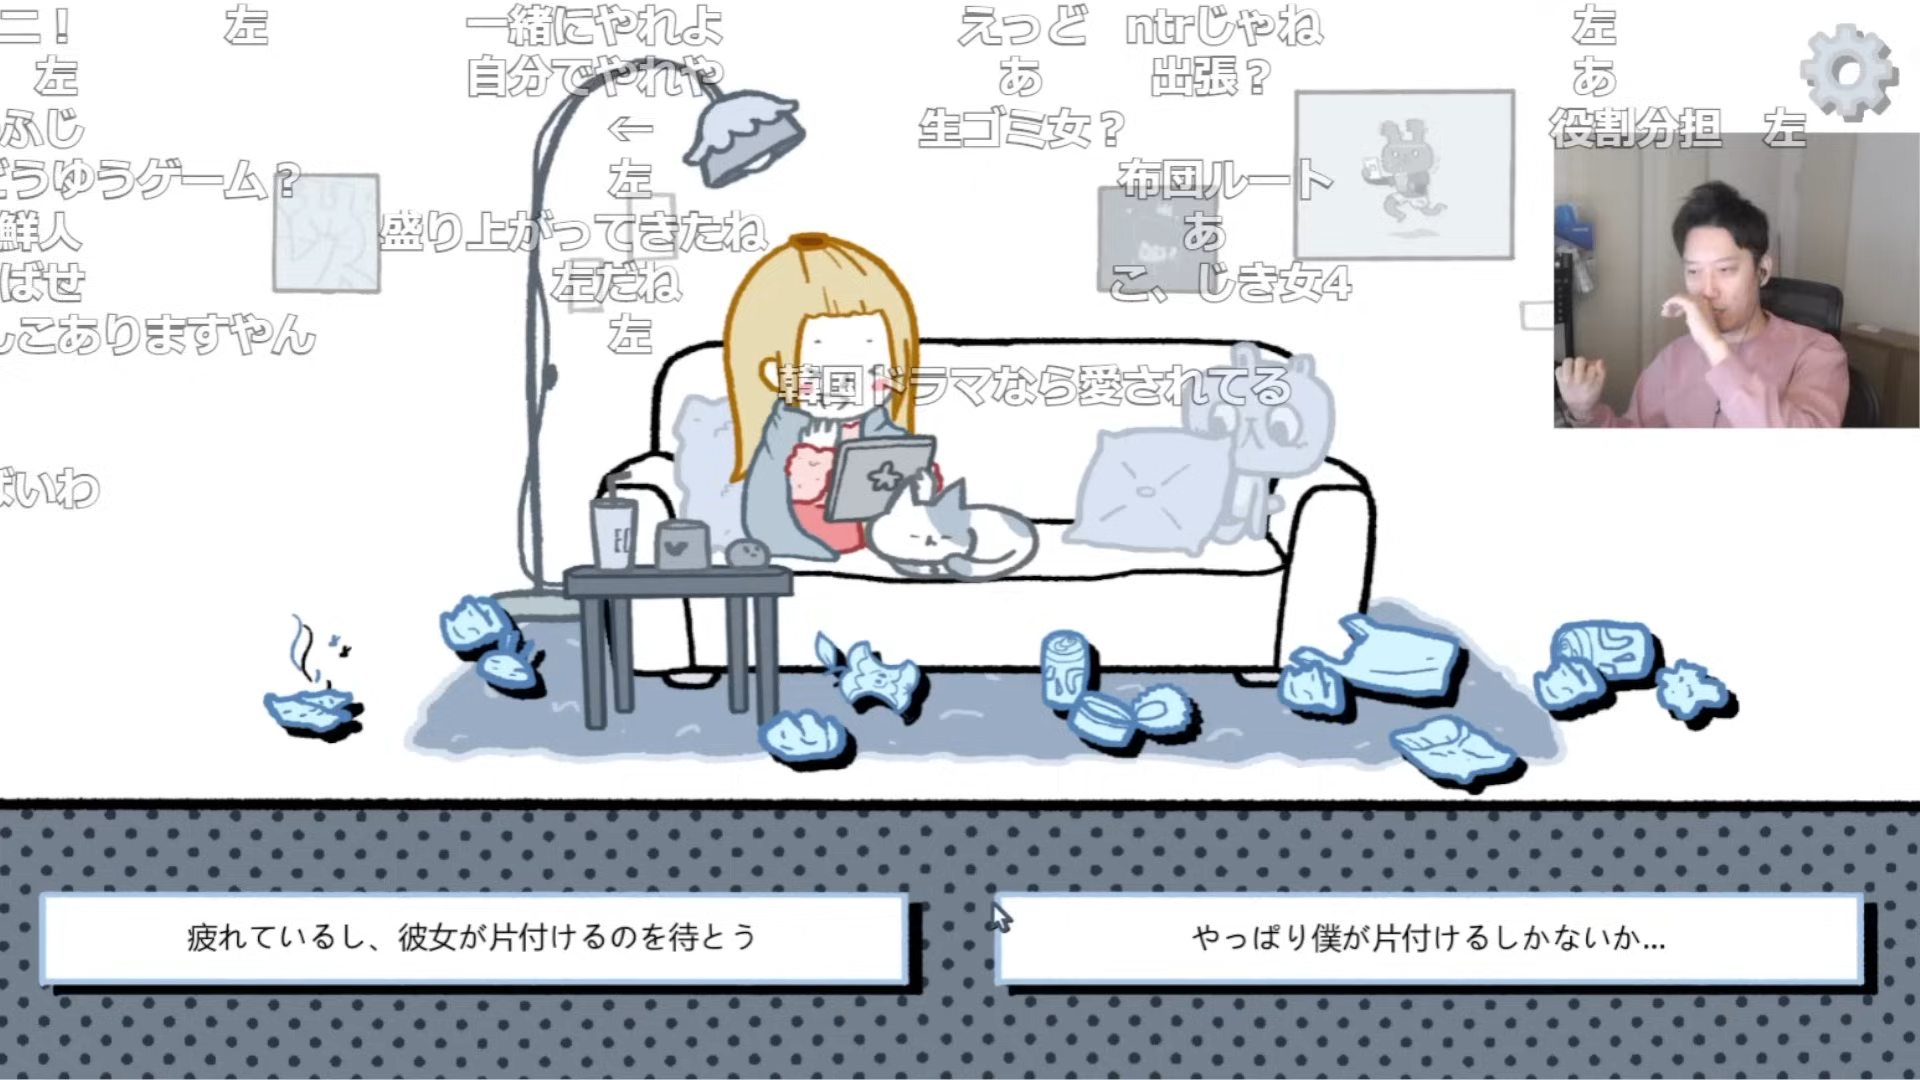 二！ 左 一緒にやれよ えっど ntrじゃね 左
左 自分でやれや あ 出張？ あ
ふじ ← 生ゴミ女？ 役割分担 左
どうゆうゲーム？ 左 布団ルート
鮮人 盛り上がってきたね あ
ばせ 左だね こ、じき女4
んこありますやん 左
韓国ドラマなら愛されてる
ばいわ
疲れているし、彼女が片付けるのを待とう
やっぱり僕が片付けるしかないか...